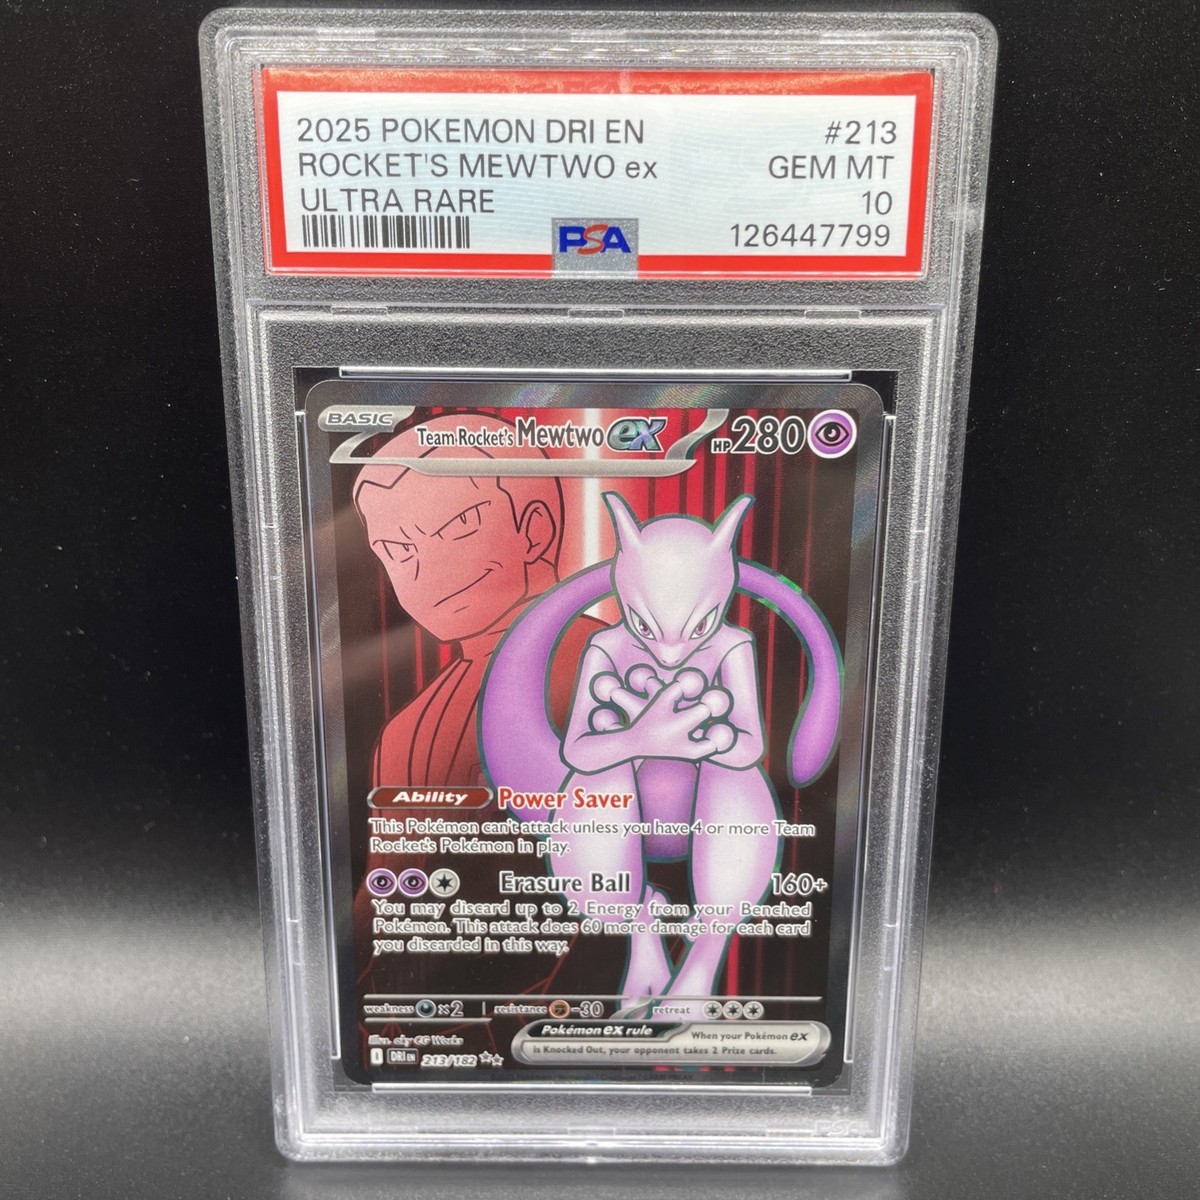 2025 POKEMON DRI EN #213
ROCKET'S MEWTWO ex GEM MT
ULTRA RARE 10
PSA 126447799
BASIC Team Rocket's Mewtwo ex HP 280
Ability Power Saver
This Pokémon can't attack unless you have 4 or more Team
Rocket's Pokémon in play.
Erasure Ball 160+
You may discard up to 2 Energy from your Benched
Pokémon. This attack does 60 more damage for each card
you discarded in this way.
weakness ×2 resistance -30 retreat
Pokémon ex rule When your Pokémon ex
is Knocked Out, your opponent takes 2 Prize cards.
Illus. aky CG Works
DRI EN 213/182